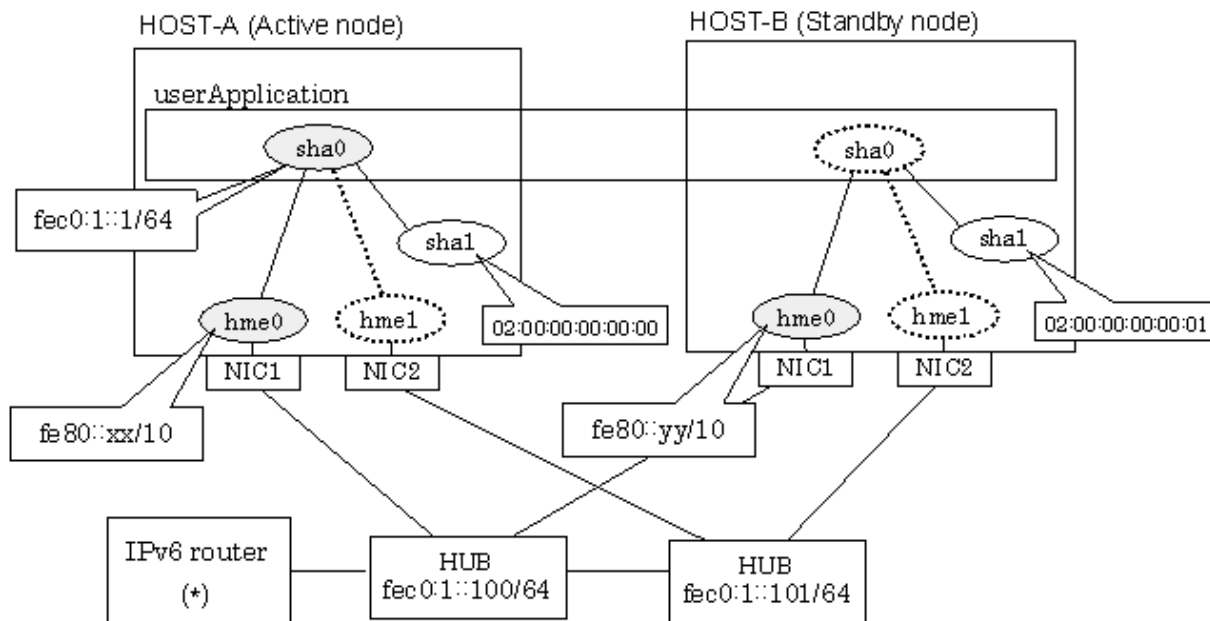 HOST-A (Active node)
HOST-B (Standby node)
userApplication
sha0
sha0
fec0:1::1/64
sha1
sha1
hme0
hme1
02:00:00:00:00:00
hme0
hme1
02:00:00:00:00:01
NIC1
NIC2
NIC1
NIC2
fe80::xx/10
fe80::yy/10
IPv6 router
(*)
HUB
fec0:1::100/64
HUB
fec0:1::101/64